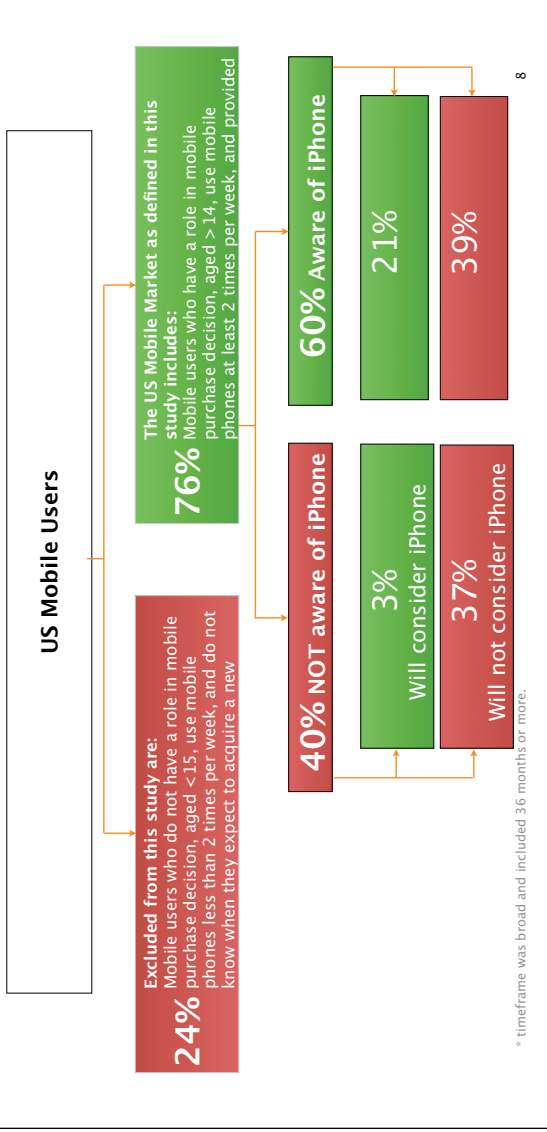 US Mobile Users
24%
Excluded from this study are:
Mobile users who do not have a role in mobile
purchase decision, aged <15, use mobile
phones less than 2 times per week, and do not
know when they expect to acquire a new
76%
The US Mobile Market as defined in this
study includes:
Mobile users who have a role in mobile
purchase decision, aged >14, use mobile
phones at least 2 times per week, and provided
40% NOT aware of iPhone
60% Aware of iPhone
3%
Will consider iPhone
21%
37%
Will not consider iPhone
39%
* timeframe was broad and included 36 months or more.
8